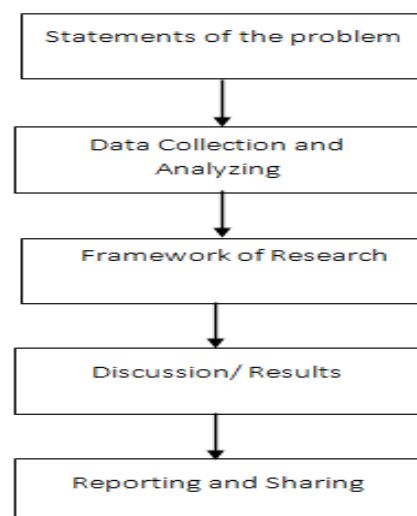 Statements of the problem
Data Collection and
Analyzing
Framework of Research
Discussion/ Results
Reporting and Sharing